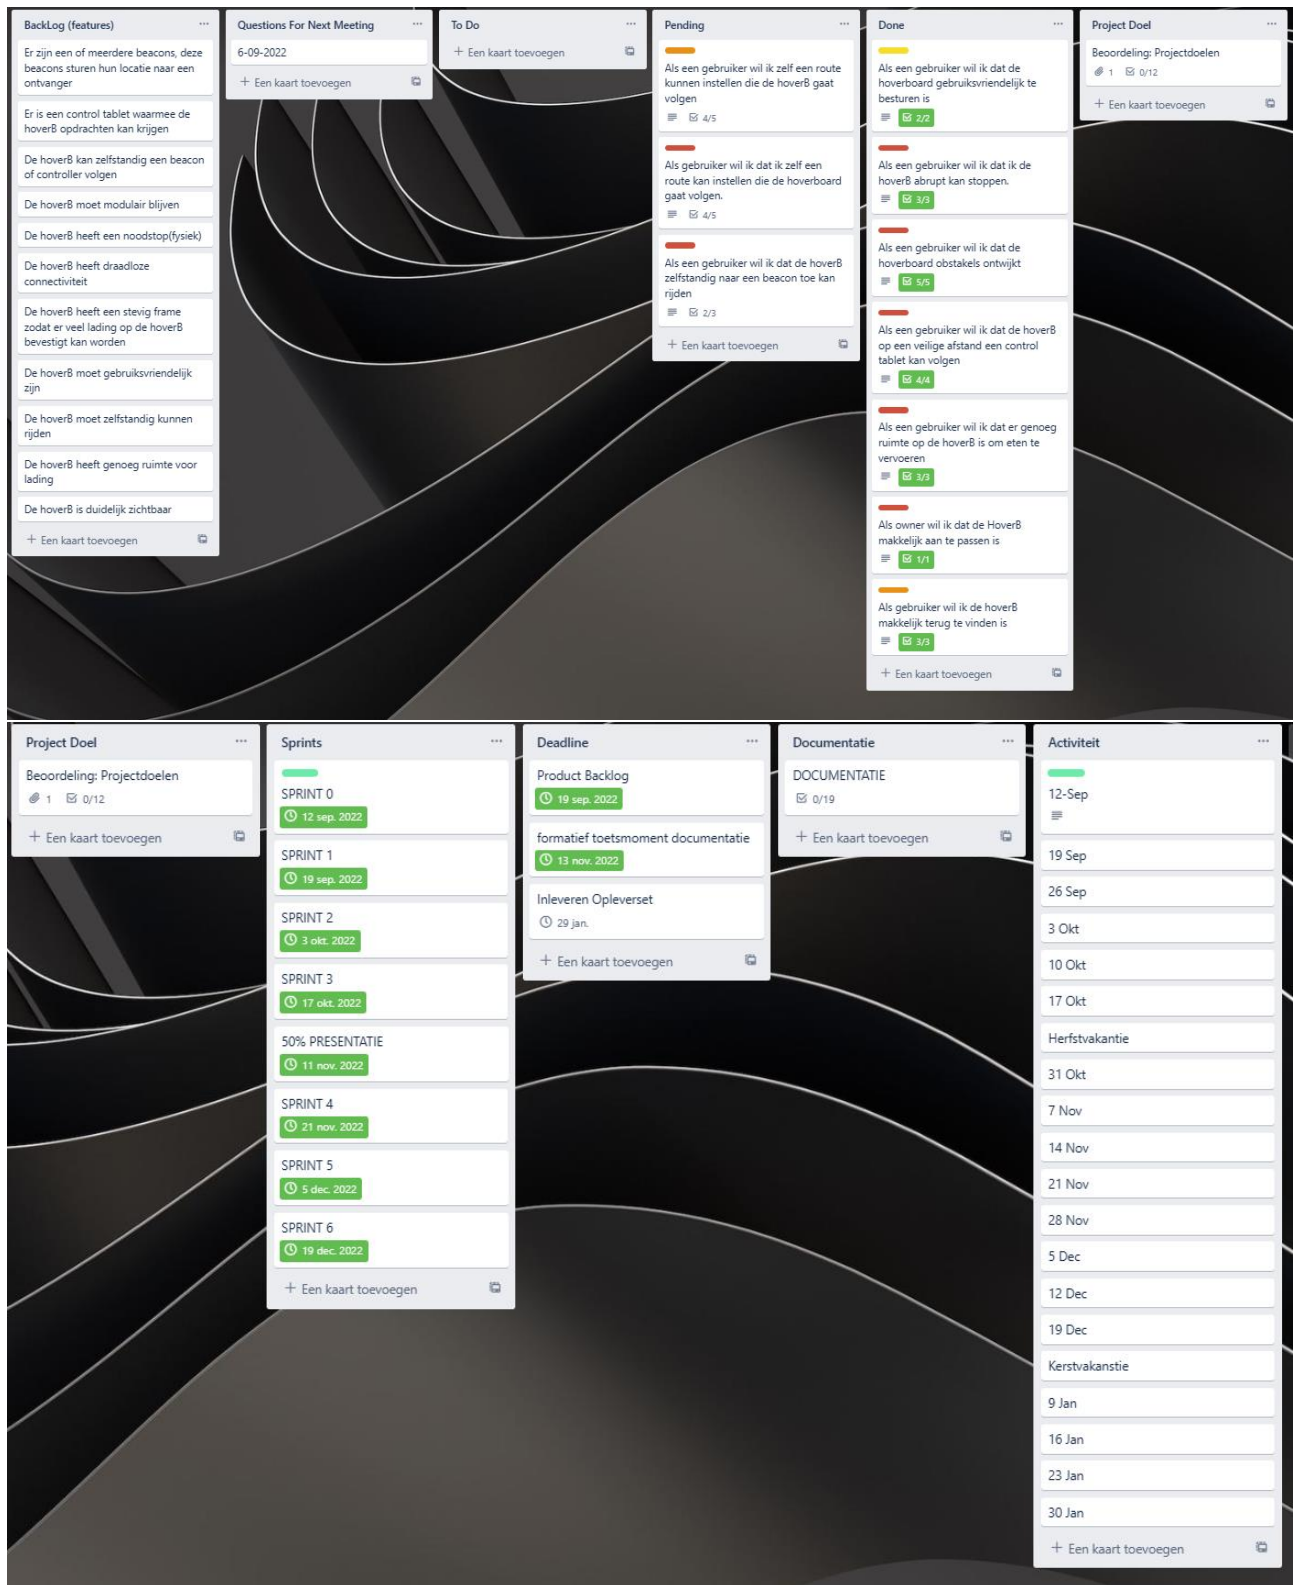 BackLog (features)
Er zijn een of meerdere beacons, deze
beacons sturen hun locatie naar een
ontvanger
Er is een control tablet waarmee de
hoverB opdrachten kan krijgen
De hoverB kan zelfstandig een beacon
of controller volgen
De hoverB moet modulair blijven
De hoverB heeft een noodstop(fysiek)
De hoverB heeft draadloze
connectiviteit
De hoverB heeft een stevig frame
zodat er veel lading op de hoverB
bevestigt kan worden
De hoverB moet gebruiksvriendelijk
zijn
De hoverB moet zelfstandig kunnen
rijden
De hoverB heeft genoeg ruimte voor
lading
De hoverB is duidelijk zichtbaar
+ Een kaart toevoegen
Questions For Next Meeting
6-09-2022
+ Een kaart toevoegen
To Do
+ Een kaart toevoegen
Pending
Als een gebruiker wil ik zelf een route
kunnen instellen die de hoverB gaat
volgen
4/5
Als gebruiker wil ik dat ik zelf een
route kan instellen die de hoverboard
gaat volgen.
4/5
Als een gebruiker wil ik dat de hoverB
zelfstandig naar een beacon toe kan
rijden
2/3
+ Een kaart toevoegen
Done
Als een gebruiker wil ik dat de
hoverboard gebruiksvriendelijk te
besturen is
2/2
Als een gebruiker wil ik dat ik de
hoverB abrupt kan stoppen.
3/3
Als een gebruiker wil ik dat de
hoverboard obstakels ontwijkt
5/5
Als een gebruiker wil ik dat de hoverB
op een veilige afstand een control
tablet kan volgen
4/4
Als een gebruiker wil ik dat er genoeg
ruimte op de hoverB is om eten te
vervoeren
3/3
Als owner wil ik dat de HoverB
makkelijk aan te passen is
1/1
Als gebruiker wil ik de hoverB
makkelijk terug te vinden is
3/3
+ Een kaart toevoegen
Project Doel
Beoordeling: Projectdoelen
1 0/12
+ Een kaart toevoegen
Project Doel
Beoordeling: Projectdoelen
1 0/12
+ Een kaart toevoegen
Sprints
SPRINT 0
12 sep. 2022
SPRINT 1
19 sep. 2022
SPRINT 2
3 okt. 2022
SPRINT 3
17 okt. 2022
50% PRESENTATIE
11 nov. 2022
SPRINT 4
21 nov. 2022
SPRINT 5
5 dec. 2022
SPRINT 6
19 dec. 2022
+ Een kaart toevoegen
Deadline
Product Backlog
19 sep. 2022
formatief toetsmoment documentatie
13 nov. 2022
Inleveren Opleverset
29 jan.
+ Een kaart toevoegen
Documentatie
DOCUMENTATIE
0/19
+ Een kaart toevoegen
Activiteit
12-Sep
19 Sep
26 Sep
3 Okt
10 Okt
17 Okt
Herfstvakantie
31 Okt
7 Nov
14 Nov
21 Nov
28 Nov
5 Dec
12 Dec
19 Dec
Kerstvakanstie
9 Jan
16 Jan
23 Jan
30 Jan
+ Een kaart toevoegen